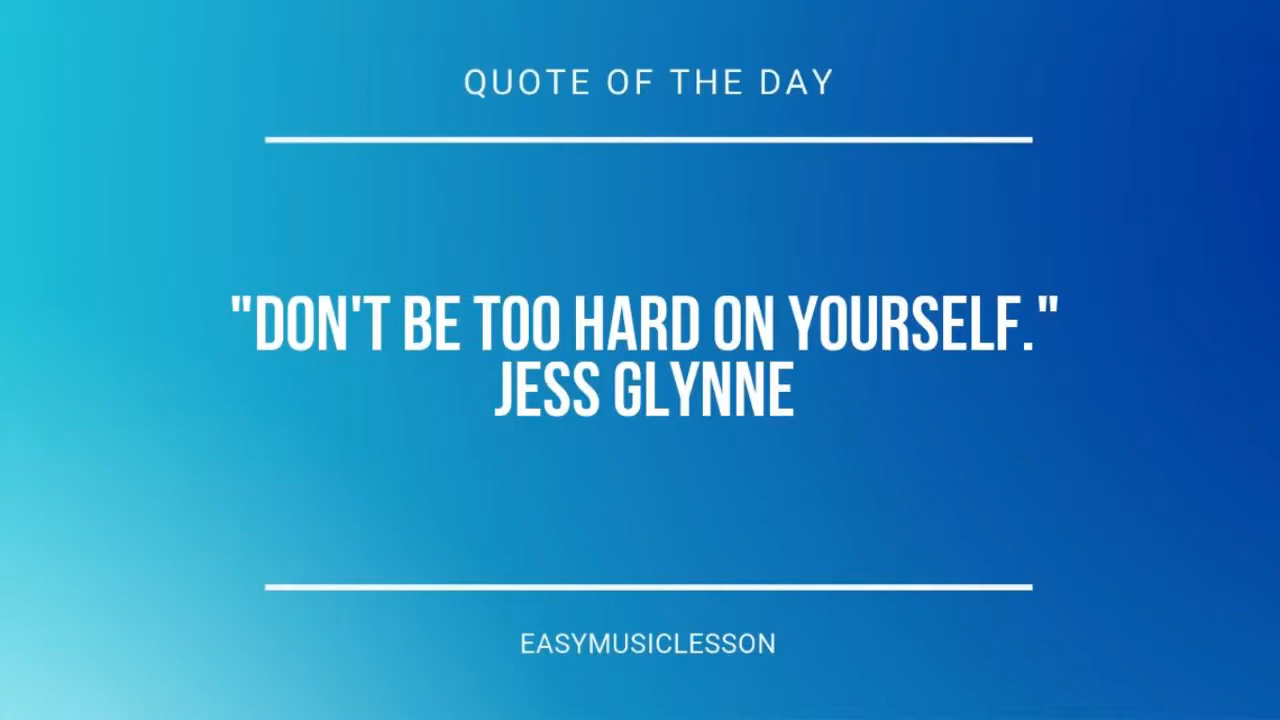 QUOTE OF THE DAY
"DON'T BE TOO HARD ON YOURSELF."
JESS GLYNNE
EASYMUSICLESSON